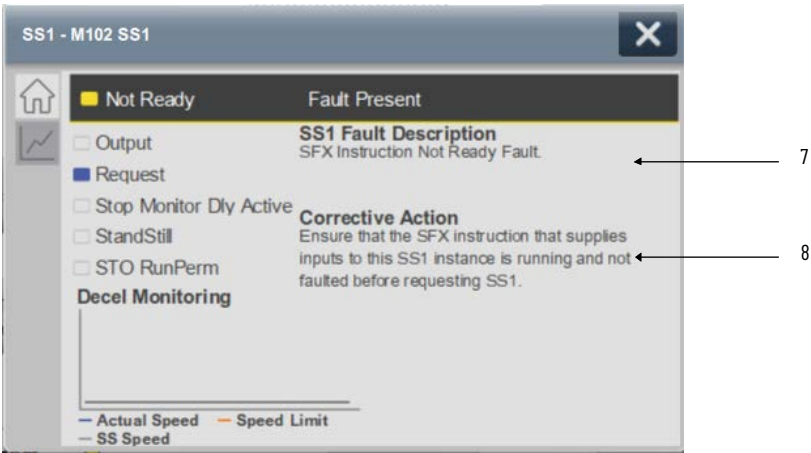 SS1 - M102 SS1
Not Ready
Fault Present
Output
Request
Stop Monitor Dly Active
StandStill
STO RunPerm
SS1 Fault Description
SFX Instruction Not Ready Fault.
7
Corrective Action
Ensure that the SFX instruction that supplies
inputs to this SS1 instance is running and not
faulted before requesting SS1.
8
Decel Monitoring
Actual Speed
Speed Limit
SS Speed